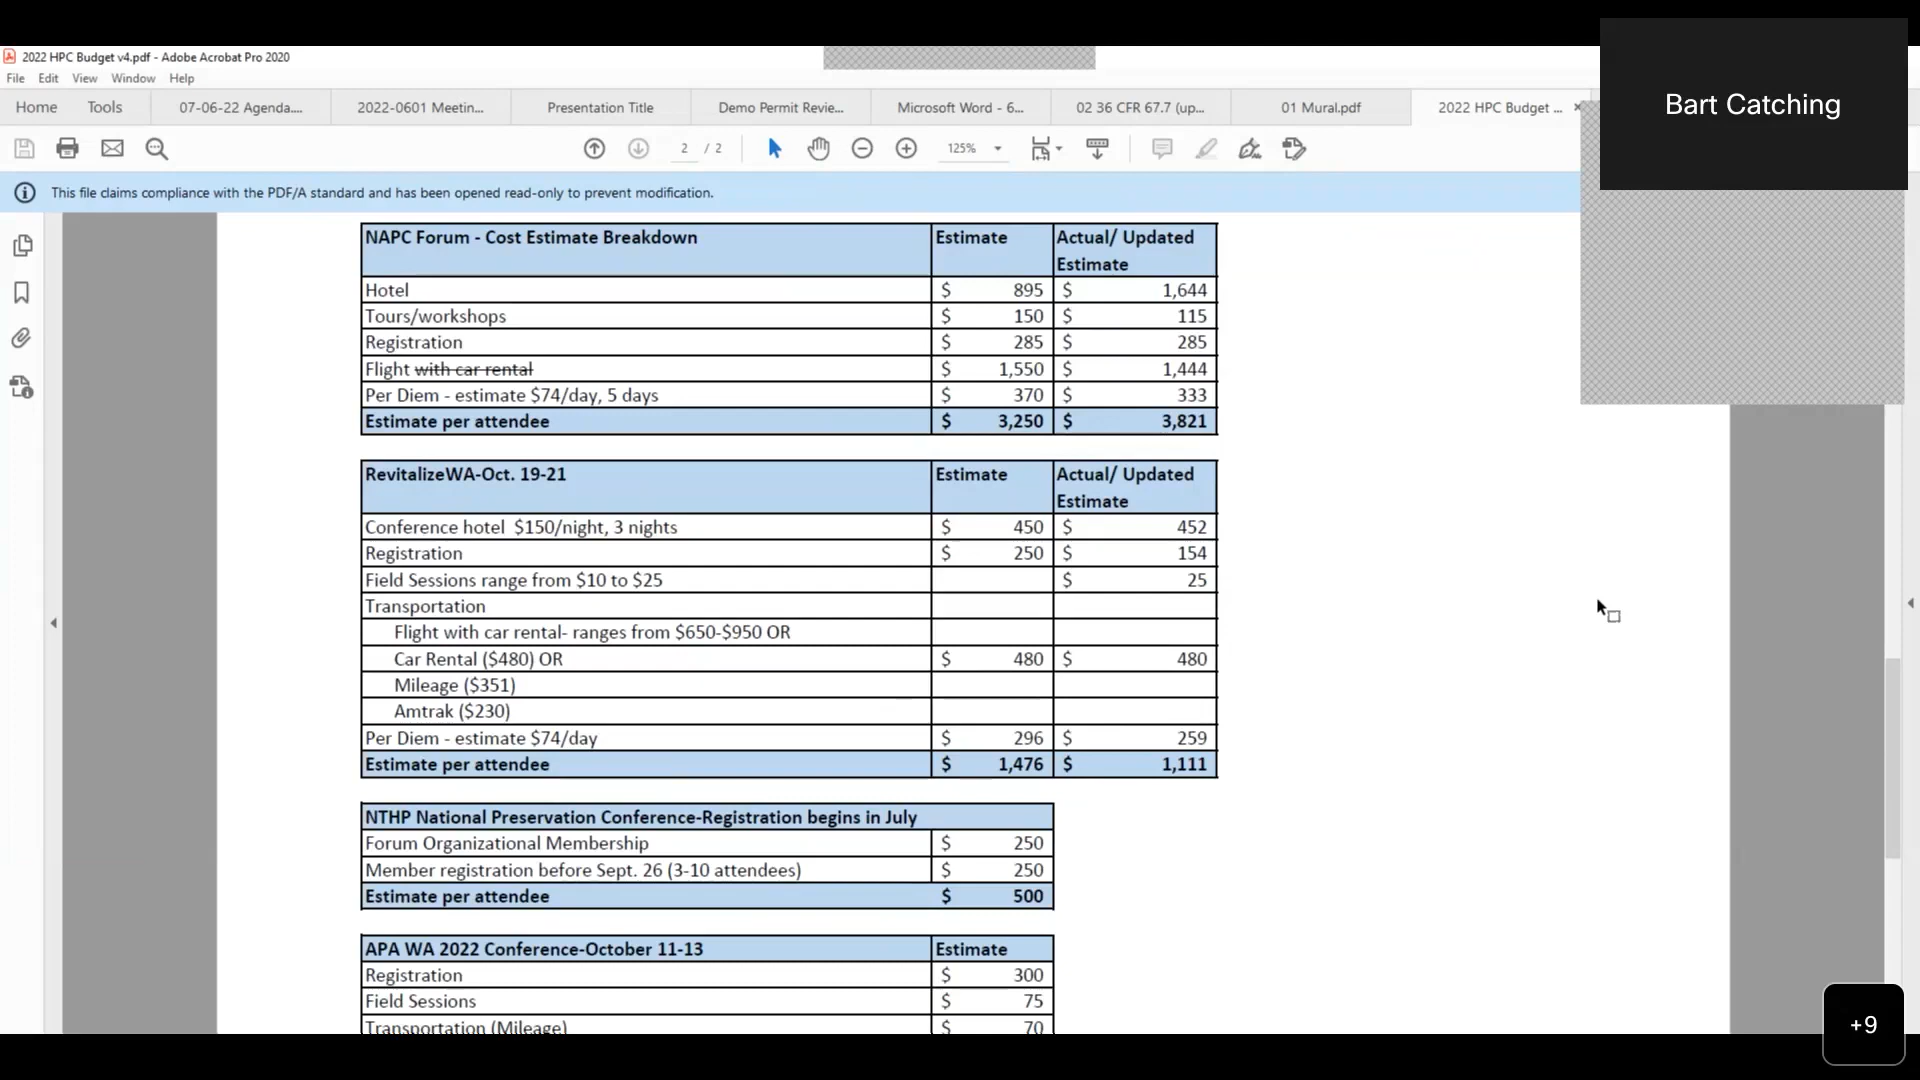 2022 HPC Budget v4.pdf - Adobe Acrobat Pro 2020
File Edit View Window Help
Home Tools 07-06-22 Agenda.... 2022-0601 Meetin... Presentation Title Demo Permit Revie... Microsoft Word - 6... 02 36 CFR 67.7 (up... 01 Mural.pdf 2022 HPC Budget ... ×
Bart Catching
2 / 2 125%
This file claims compliance with the PDF/A standard and has been opened read-only to prevent modification.
NAPC Forum - Cost Estimate Breakdown Estimate Actual/ Updated
Estimate
Hotel $ 895 $ 1,644
Tours/workshops $ 150 $ 115
Registration $ 285 $ 285
Flight with car rental $ 1,550 $ 1,444
Per Diem - estimate $74/day, 5 days $ 370 $ 333
Estimate per attendee $ 3,250 $ 3,821
RevitalizeWA-Oct. 19-21 Estimate Actual/ Updated
Estimate
Conference hotel $150/night, 3 nights $ 450 $ 452
Registration $ 250 $ 154
Field Sessions range from $10 to $25 $ 25
Transportation
Flight with car rental- ranges from $650-$950 OR
Car Rental ($480) OR $ 480 $ 480
Mileage ($351)
Amtrak ($230)
Per Diem - estimate $74/day $ 296 $ 259
Estimate per attendee $ 1,476 $ 1,111
NTHP National Preservation Conference-Registration begins in July
Forum Organizational Membership $ 250
Member registration before Sept. 26 (3-10 attendees) $ 250
Estimate per attendee $ 500
APA WA 2022 Conference-October 11-13 Estimate
Registration $ 300
Field Sessions $ 75
Transportation (Mileage) $ 70
+9